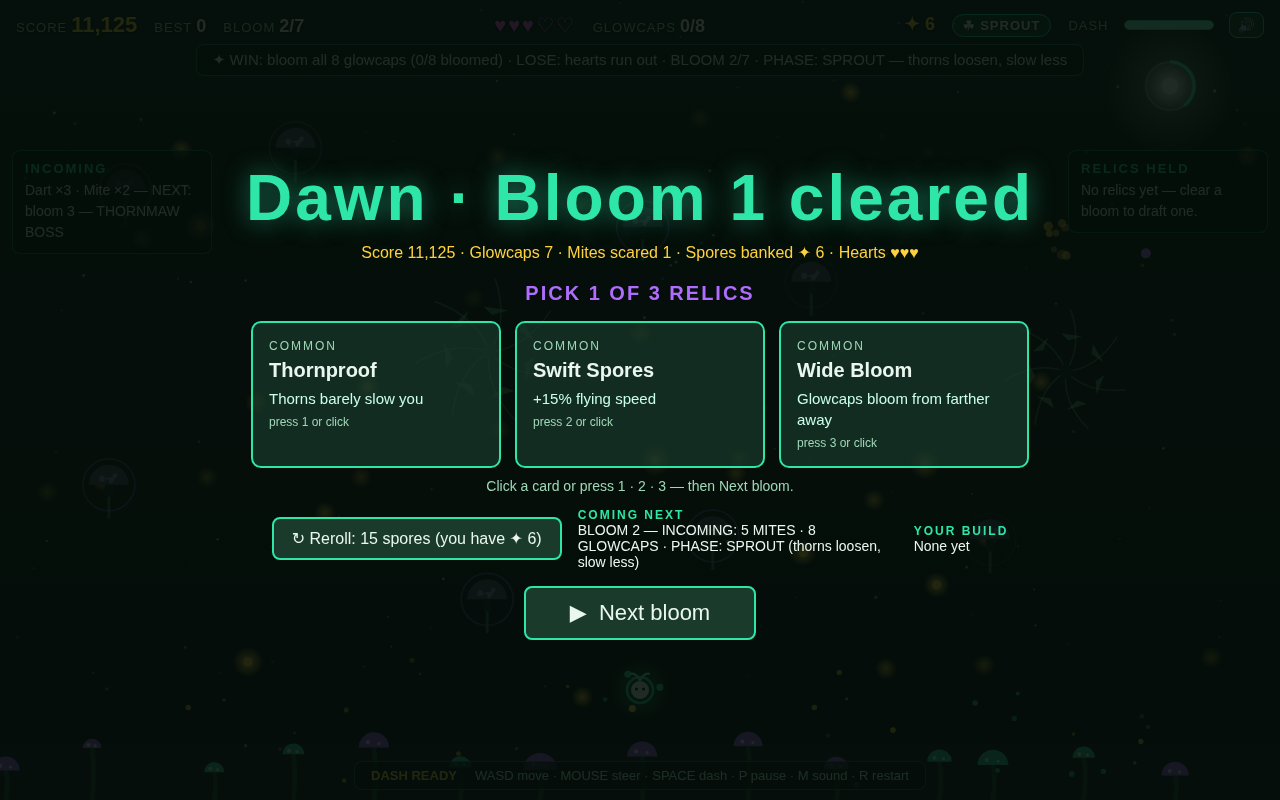 SCORE 11,125 BEST 0 BLOOM 2/7 ♥♥♥♡♡ GLOWCAPS 0/8 ✦ 6 ☘ SPROUT DASH 🔊
✦ WIN: bloom all 8 glowcaps (0/8 bloomed) · LOSE: hearts run out · BLOOM 2/7 · PHASE: SPROUT — thorns loosen, slow less
INCOMING
Dart ×3 · Mite ×2 — NEXT:
bloom 3 — THORNMAW
BOSS
RELICS HELD
No relics yet — clear a
bloom to draft one.
Dawn · Bloom 1 cleared
Score 11,125 · Glowcaps 7 · Mites scared 1 · Spores banked ✦ 6 · Hearts ♥♥♥
PICK 1 OF 3 RELICS
COMMON
Thornproof
Thorns barely slow you
press 1 or click
COMMON
Swift Spores
+15% flying speed
press 2 or click
COMMON
Wide Bloom
Glowcaps bloom from farther
away
press 3 or click
Click a card or press 1 · 2 · 3 — then Next bloom.
↻ Reroll: 15 spores (you have ✦ 6)
COMING NEXT
BLOOM 2 — INCOMING: 5 MITES · 8
GLOWCAPS · PHASE: SPROUT (thorns loosen,
slow less)
YOUR BUILD
None yet
▶ Next bloom
DASH READY WASD move · MOUSE steer · SPACE dash · P pause · M sound · R restart